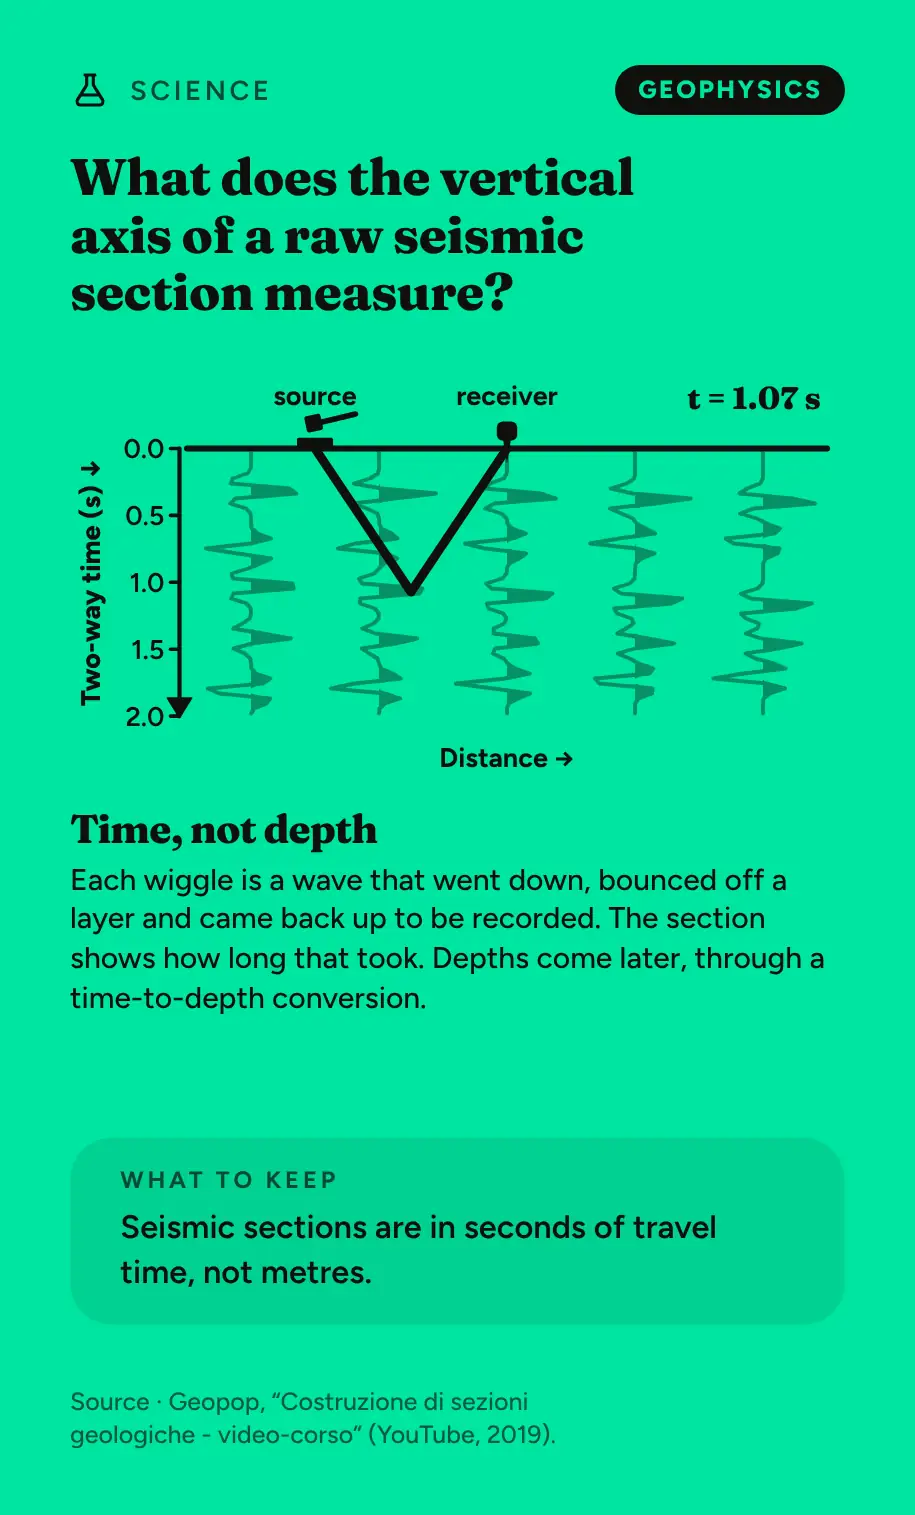 SCIENCE
GEOPHYSICS
What does the vertical
axis of a raw seismic
section measure?
source
receiver
t = 1.07 s
Two-way time (s) →
0.0
0.5
1.0
1.5
2.0
Distance →
Time, not depth
Each wiggle is a wave that went down, bounced off a
layer and came back up to be recorded. The section
shows how long that took. Depths come later, through a
time-to-depth conversion.
WHAT TO KEEP
Seismic sections are in seconds of travel
time, not metres.
Source · Geopop, “Costruzione di sezioni
geologiche - video-corso” (YouTube, 2019).